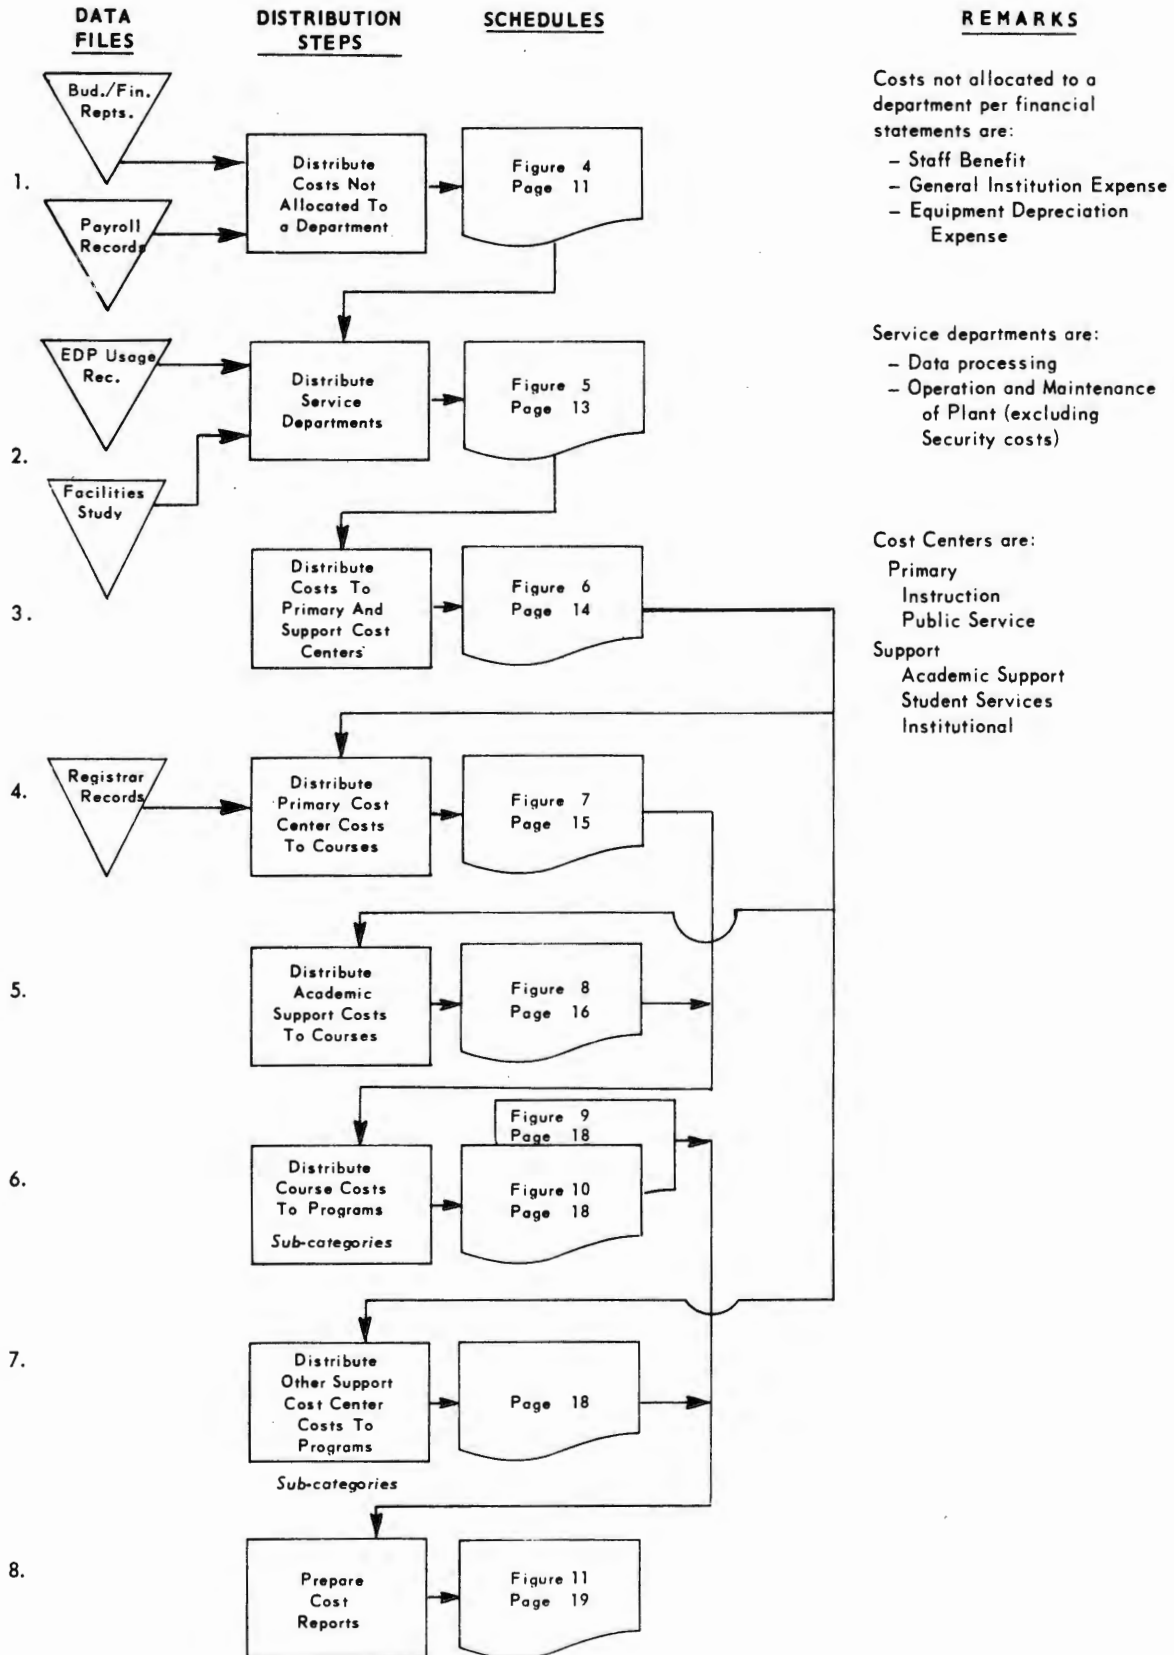 DATA
FILES
DISTRIBUTION
STEPS
SCHEDULES
REMARKS
Bud./Fin.
Repts.
1.
Payroll
Records
Distribute
Costs Not
Allocated To
a Department
Figure 4
Page 11
Costs not allocated to a
department per financial
statements are:
– Staff Benefit
– General Institution Expense
– Equipment Depreciation
Expense
EDP Usage
Rec.
2.
Facilities
Study
Distribute
Service
Departments
Figure 5
Page 13
Service departments are:
– Data processing
– Operation and Maintenance
of Plant (excluding
Security costs)
3.
Distribute
Costs To
Primary And
Support Cost
Centers
Figure 6
Page 14
Cost Centers are:
Primary
Instruction
Public Service
Support
Academic Support
Student Services
Institutional
4.
Registrar
Records
Distribute
Primary Cost
Center Costs
To Courses
Figure 7
Page 15
5.
Distribute
Academic
Support Costs
To Courses
Figure 8
Page 16
6.
Distribute
Course Costs
To Programs
Sub-categories
Figure 9
Page 18
Figure 10
Page 18
7.
Distribute
Other Support
Cost Center
Costs To
Programs
Sub-categories
Page 18
8.
Prepare
Cost
Reports
Figure 11
Page 19